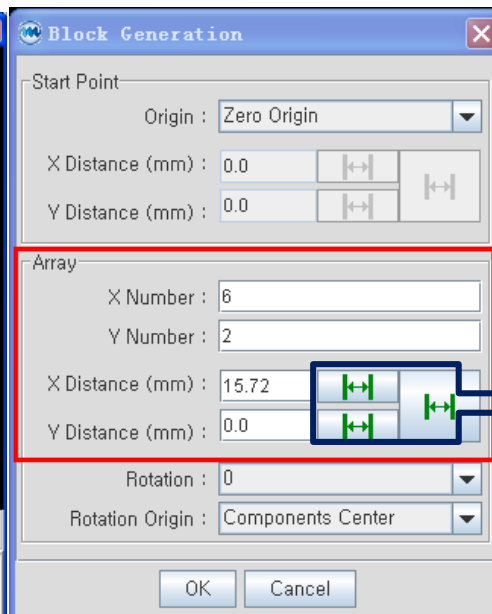 Block Generation
Start Point
Origin : Zero Origin
X Distance (mm) : 0.0
Y Distance (mm) : 0.0
Array
X Number : 6
Y Number : 2
X Distance (mm) : 15.72
Y Distance (mm) : 0.0
Rotation : 0
Rotation Origin : Components Center
OK Cancel